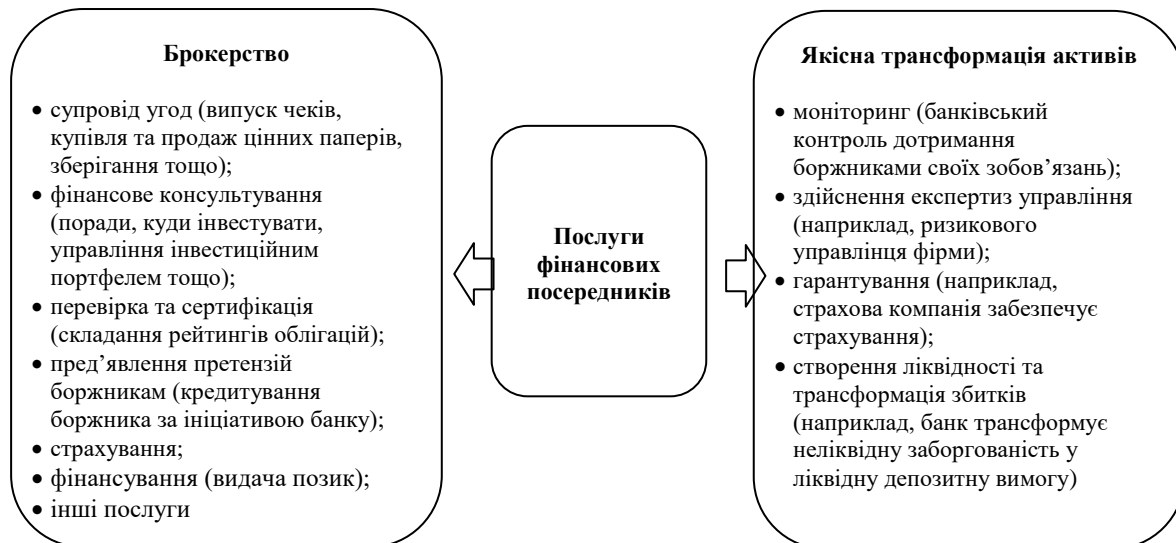 Брокерство
• супровід угод (випуск чеків,
купівля та продаж цінних паперів,
зберігання тощо);
• фінансове консультування
(поради, куди інвестувати,
управління інвестиційним
портфелем тощо);
• перевірка та сертифікація
(складання рейтингів облігацій);
• пред’явлення претензій
боржникам (кредитування
боржника за ініціативою банку);
• страхування;
• фінансування (видача позик);
• інші послуги
Послуги
фінансових
посередників
Якісна трансформація активів
• моніторинг (банківський
контроль дотримання
боржниками своїх зобов’язань);
• здійснення експертиз управління
(наприклад, ризикового
управлінця фірми);
• гарантування (наприклад,
страхова компанія забезпечує
страхування);
• створення ліквідності та
трансформація збитків
(наприклад, банк трансформує
неліквідну заборгованість у
ліквідну депозитну вимогу)